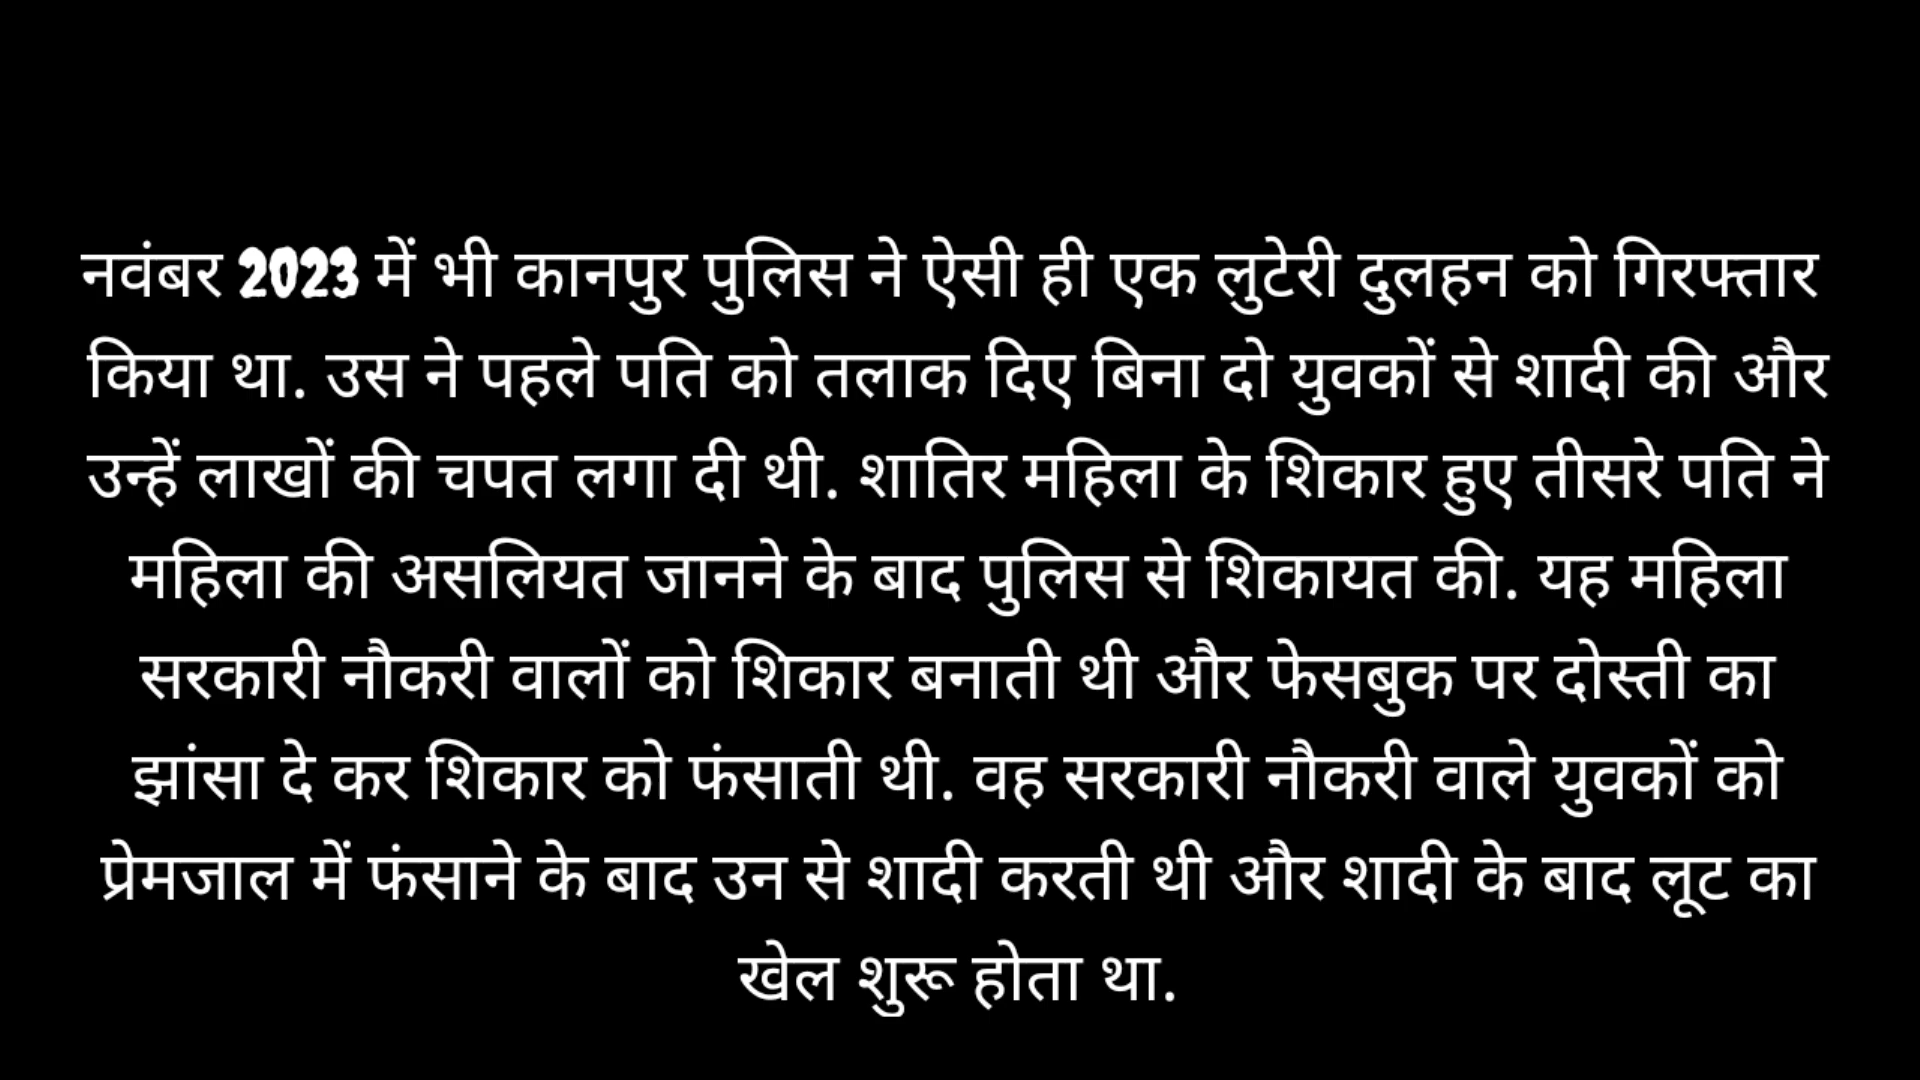 नवंबर 2023 में भी कानपुर पुलिस ने ऐसी ही एक लुटेरी दुलहन को गिरफ्तार
किया था. उस ने पहले पति को तलाक दिए बिना दो युवकों से शादी की और
उन्हें लाखों की चपत लगा दी थी. शातिर महिला के शिकार हुए तीसरे पति ने
महिला की असलियत जानने के बाद पुलिस से शिकायत की. यह महिला
सरकारी नौकरी वालों को शिकार बनाती थी और फेसबुक पर दोस्ती का
झांसा दे कर शिकार को फंसाती थी. वह सरकारी नौकरी वाले युवकों को
प्रेमजाल में फंसाने के बाद उन से शादी करती थी और शादी के बाद लूट का
खेल शुरू होता था.